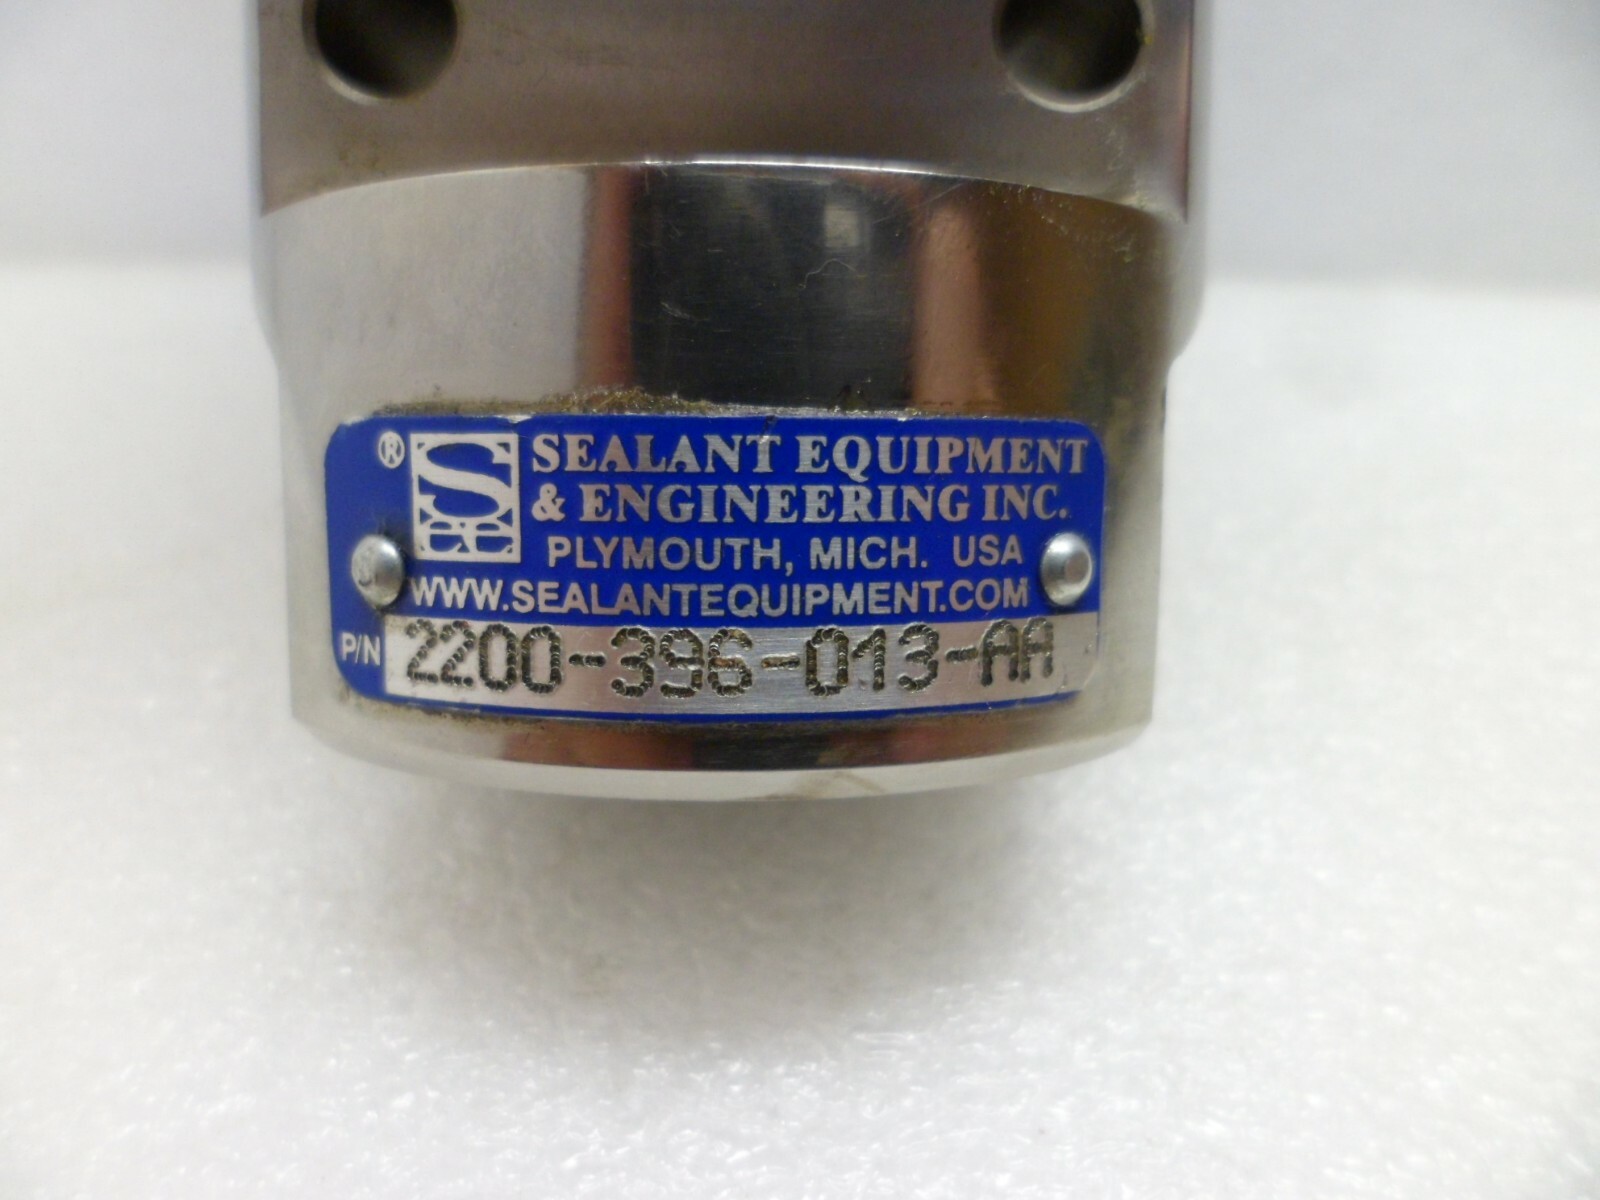 ® SEALANT EQUIPMENT
& ENGINEERING INC.
PLYMOUTH, MICH. USA
WWW.SEALANTEQUIPMENT.COM
P/N 2200-396-013-AA